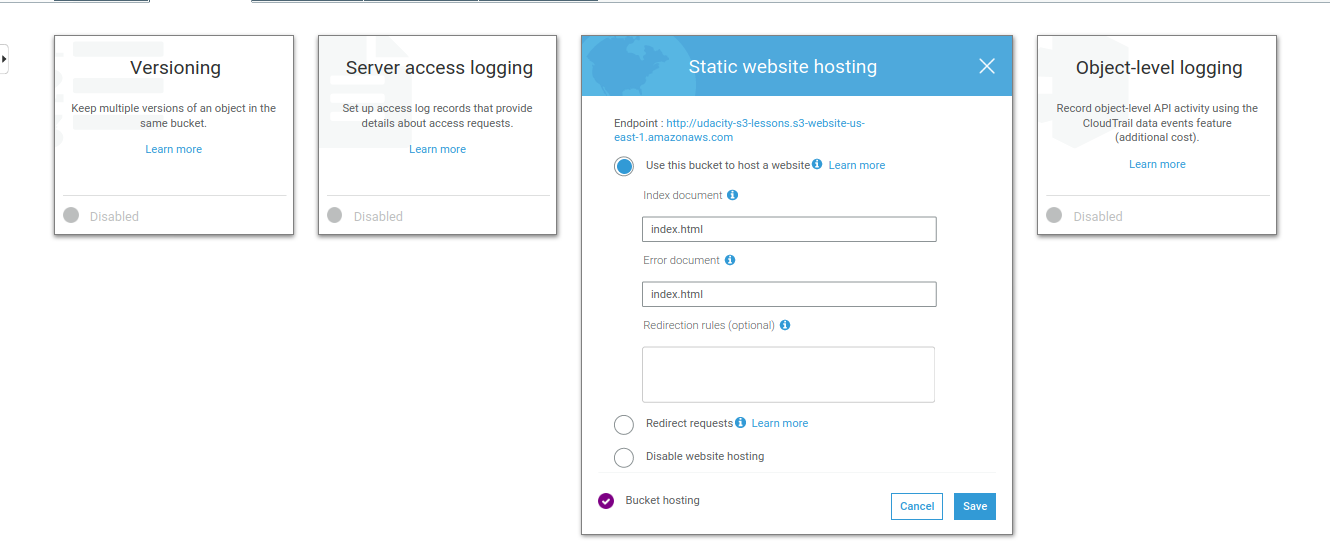 Versioning
Keep multiple versions of an object in the
same bucket.
Learn more
Disabled
Server access logging
Set up access log records that provide
details about access requests.
Learn more
Disabled
Static website hosting
Endpoint : http://udacity-s3-lessons.s3-website-us-
east-1.amazonaws.com
Use this bucket to host a website Learn more
Index document
index.html
Error document
index.html
Redirection rules (optional)
Redirect requests Learn more
Disable website hosting
Bucket hosting
Cancel
Save
Object-level logging
Record object-level API activity using the
CloudTrail data events feature
(additional cost).
Learn more
Disabled